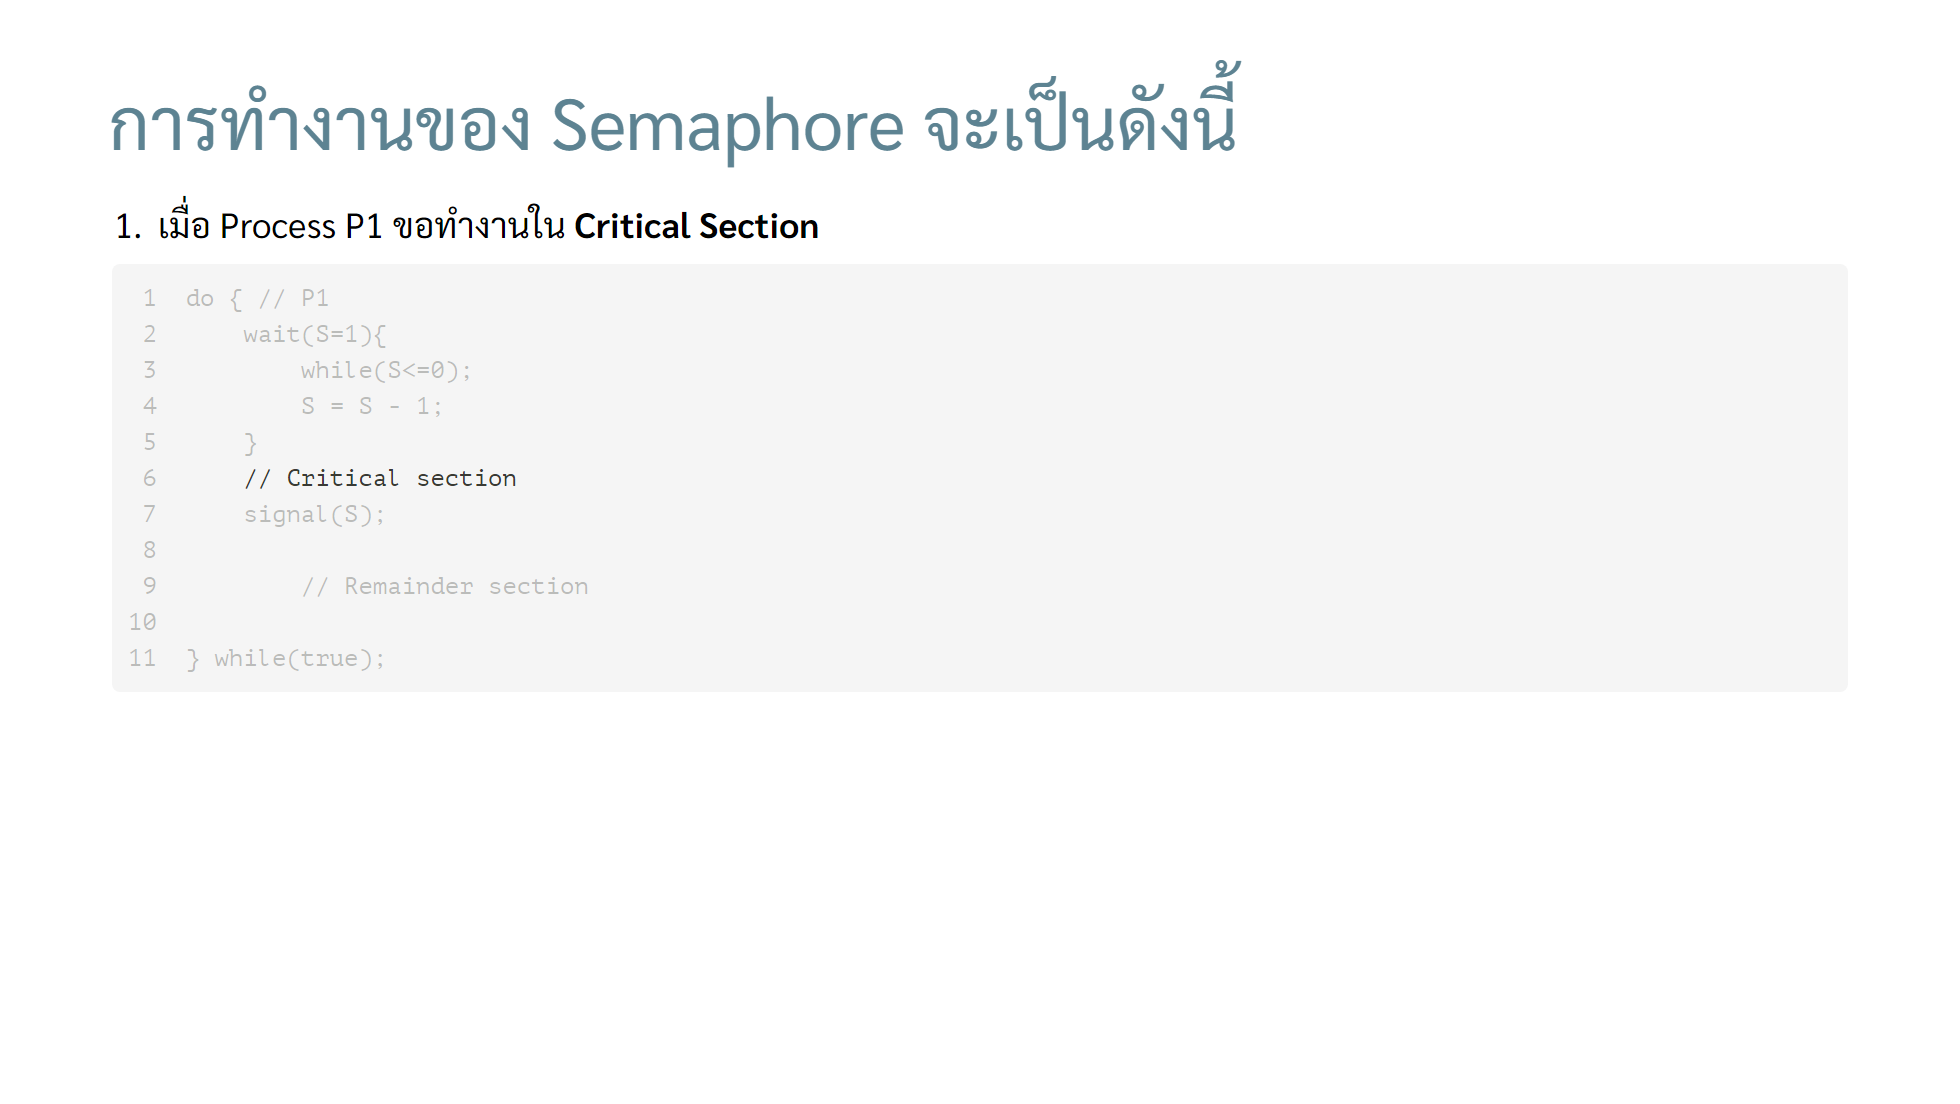 การทำงานของ Semaphore จะเป็นดังนี้
1. เมื่อ Process P1 ขอทำงานใน Critical Section
1 do { // P1
2     wait(S=1){
3         while(S<=0);
4         S = S - 1;
5     }
6     // Critical section
7     signal(S);
8
9         // Remainder section
10
11 } while(true);